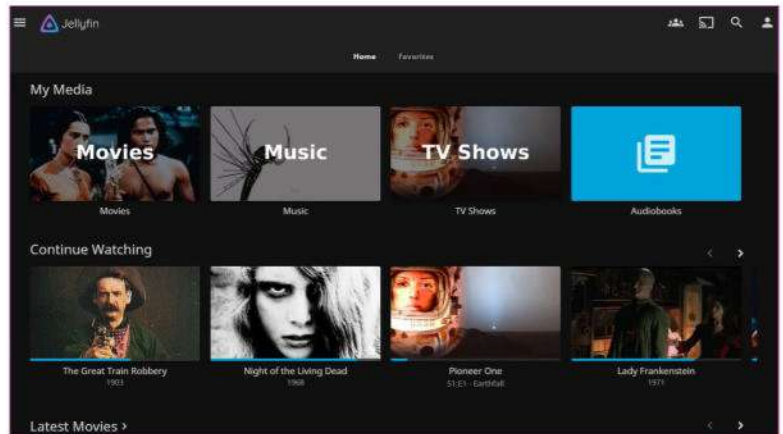 Jellyfin
Home Favorites
My Media
Movies Music TV Shows
Movies Music TV Shows Audiobooks
Continue Watching
The Great Train Robbery Night of the Living Dead Pioneer One Lady Frankenstein
1903 1968 S1:E1 - Earthfall 1971
Latest Movies >